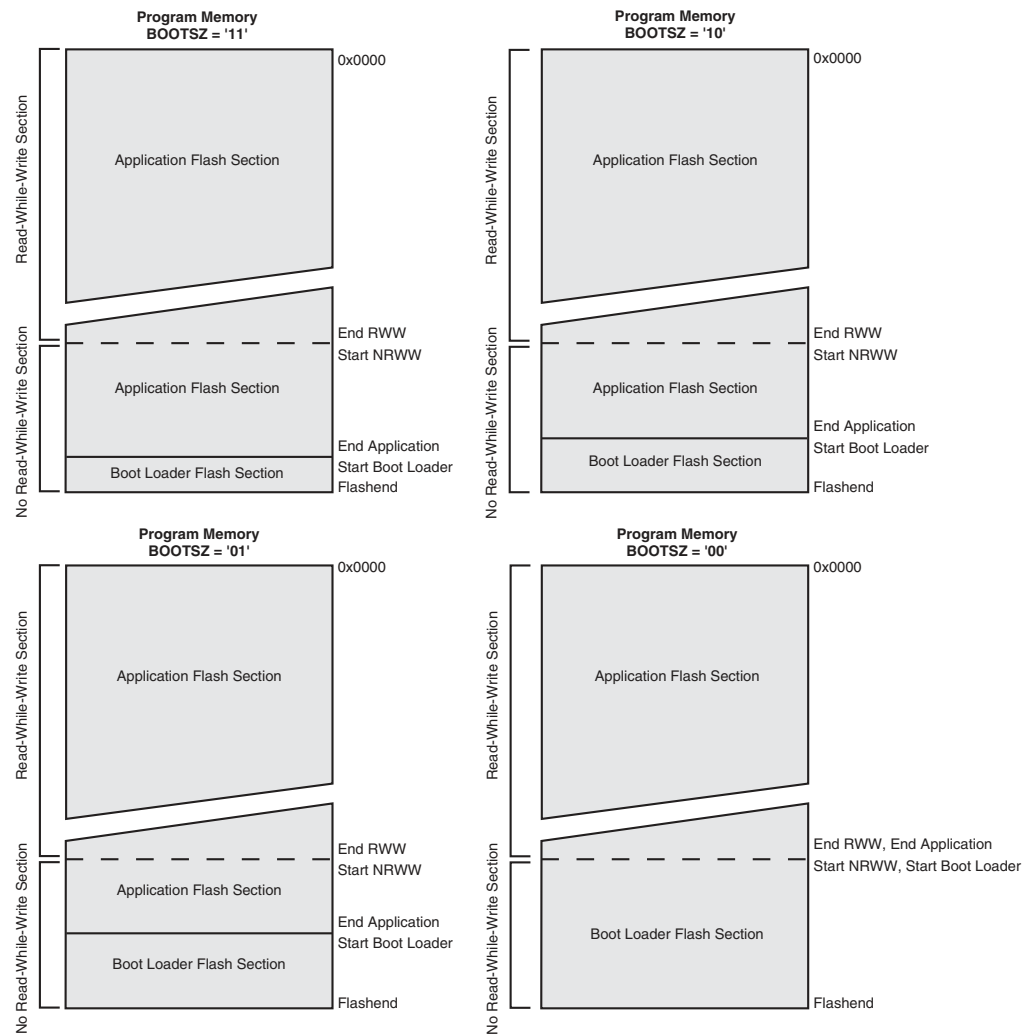 Program Memory
BOOTSZ = '11'
0x0000
Read-While-Write Section
Application Flash Section
End RWW
Start NRWW
No Read-While-Write Section
Application Flash Section
End Application
Start Boot Loader
Boot Loader Flash Section
Flashend
Program Memory
BOOTSZ = '10'
0x0000
Read-While-Write Section
Application Flash Section
End RWW
Start NRWW
No Read-While-Write Section
Application Flash Section
End Application
Start Boot Loader
Boot Loader Flash Section
Flashend
Program Memory
BOOTSZ = '01'
0x0000
Read-While-Write Section
Application Flash Section
End RWW
Start NRWW
No Read-While-Write Section
Application Flash Section
End Application
Start Boot Loader
Boot Loader Flash Section
Flashend
Program Memory
BOOTSZ = '00'
0x0000
Read-While-Write Section
Application Flash Section
End RWW, End Application
Start NRWW, Start Boot Loader
No Read-While-Write Section
Boot Loader Flash Section
Flashend